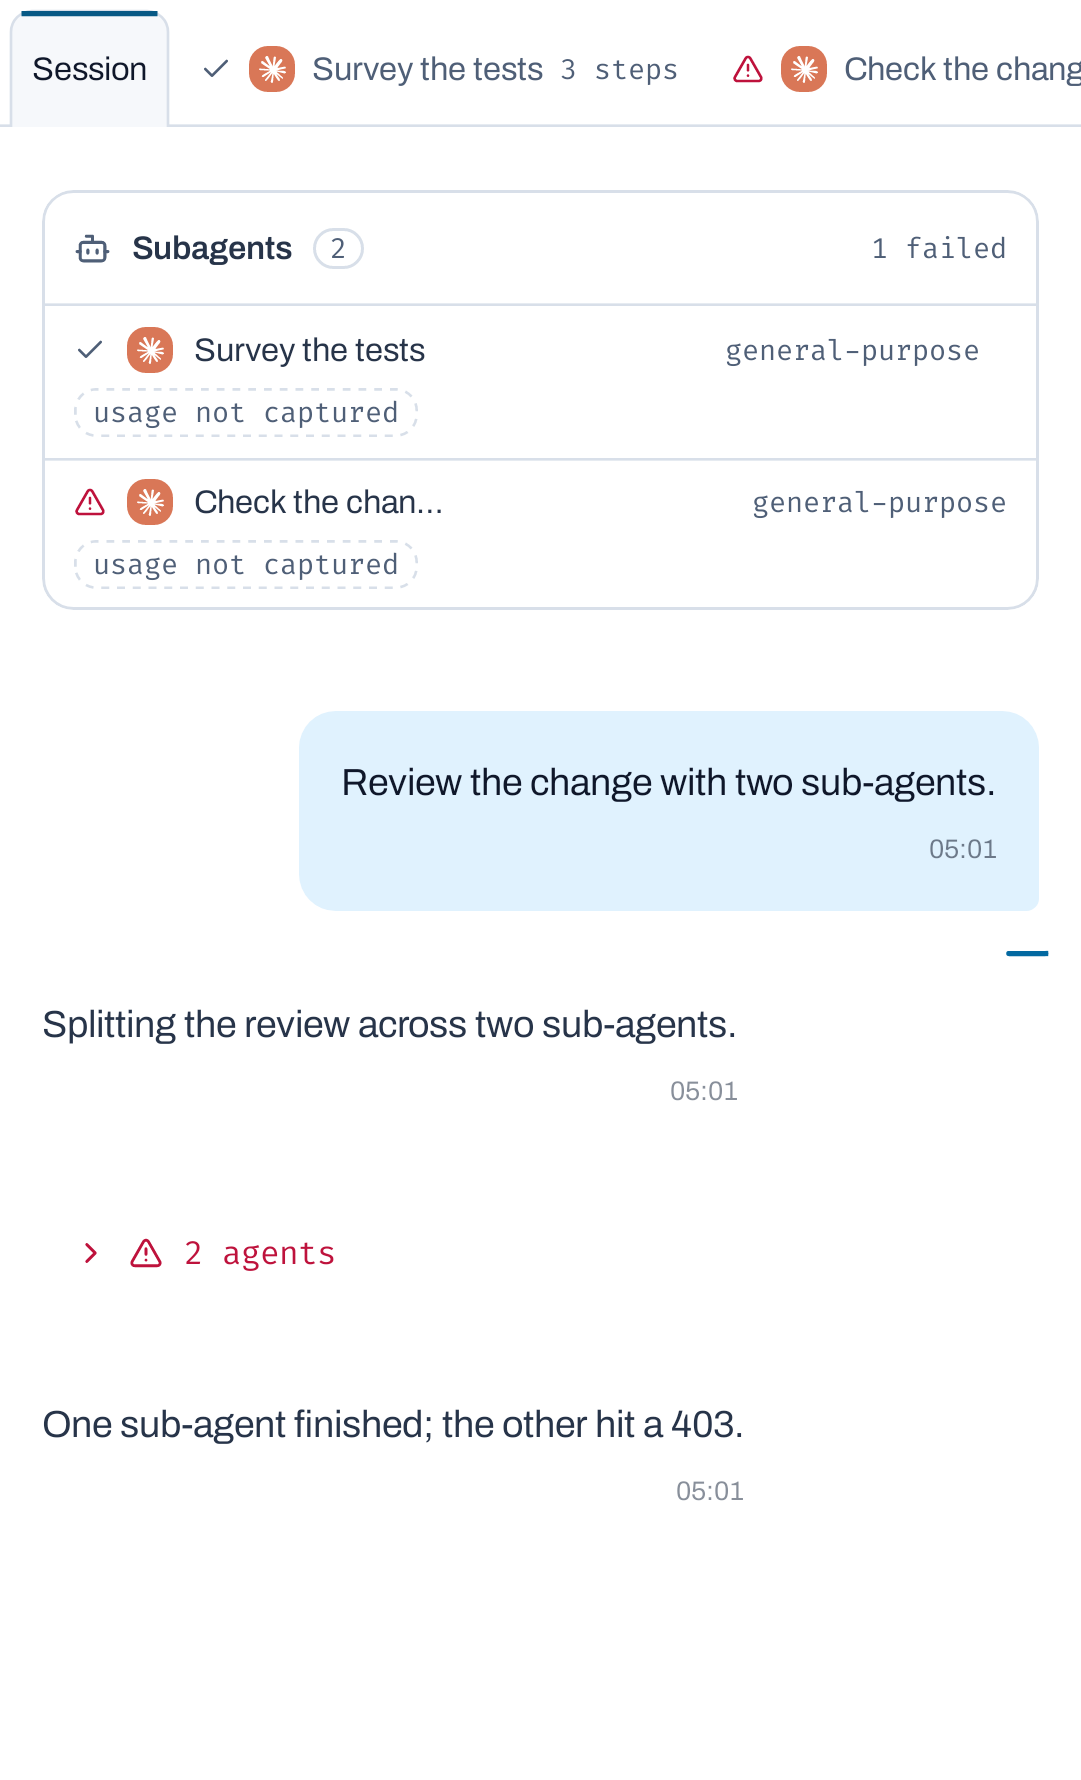 Session Survey the tests 3 steps Check the chang
Subagents 2 1 failed
Survey the tests general-purpose
usage not captured
Check the chan... general-purpose
usage not captured
Review the change with two sub-agents.
05:01
Splitting the review across two sub-agents.
05:01
2 agents
One sub-agent finished; the other hit a 403.
05:01